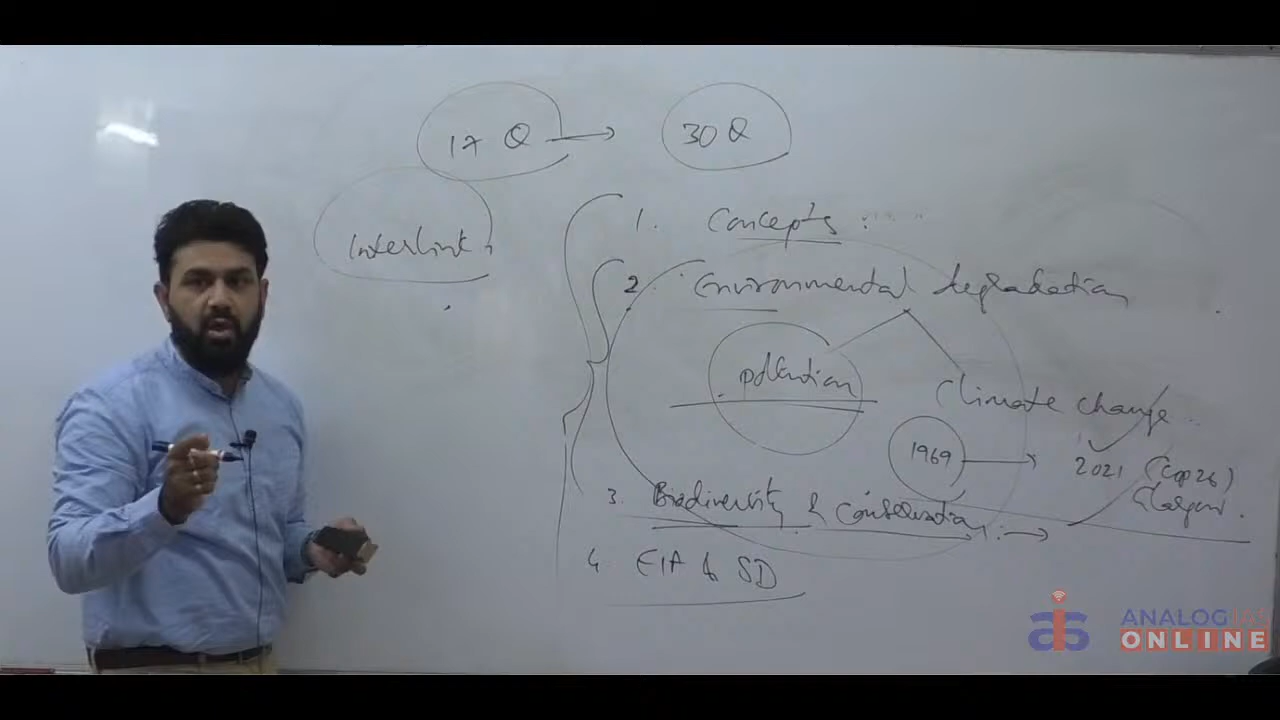 17 Q → 30 Q
Interlink
1. Concepts :
2. Environmental degradation
pollution
Climate change
1969 → 2021 (Cop26)
3. Biodiversity & Conservation →
4 EIA & SD
ANALOG IAS
ONLINE